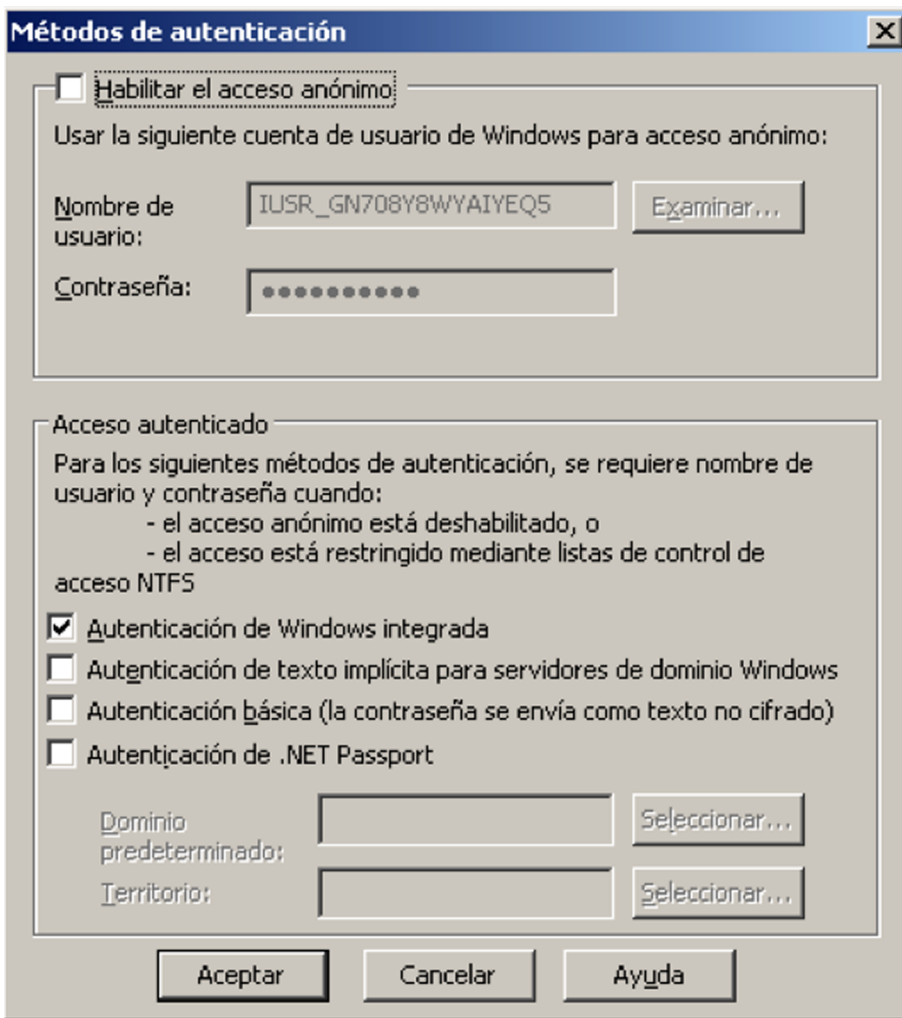 Métodos de autenticación
Habilitar el acceso anónimo
Usar la siguiente cuenta de usuario de Windows para acceso anónimo:
Nombre de
usuario:
IUSR_GN708Y8WYAIYEQ5
Examinar...
Contraseña:
●●●●●●●●●●
Acceso autenticado
Para los siguientes métodos de autenticación, se requiere nombre de
usuario y contraseña cuando:
- el acceso anónimo está deshabilitado, o
- el acceso está restringido mediante listas de control de
acceso NTFS
Autenticación de Windows integrada
Autenticación de texto implícita para servidores de dominio Windows
Autenticación básica (la contraseña se envía como texto no cifrado)
Autenticación de .NET Passport
Dominio
predeterminado:
Seleccionar...
Territorio:
Seleccionar...
Aceptar
Cancelar
Ayuda